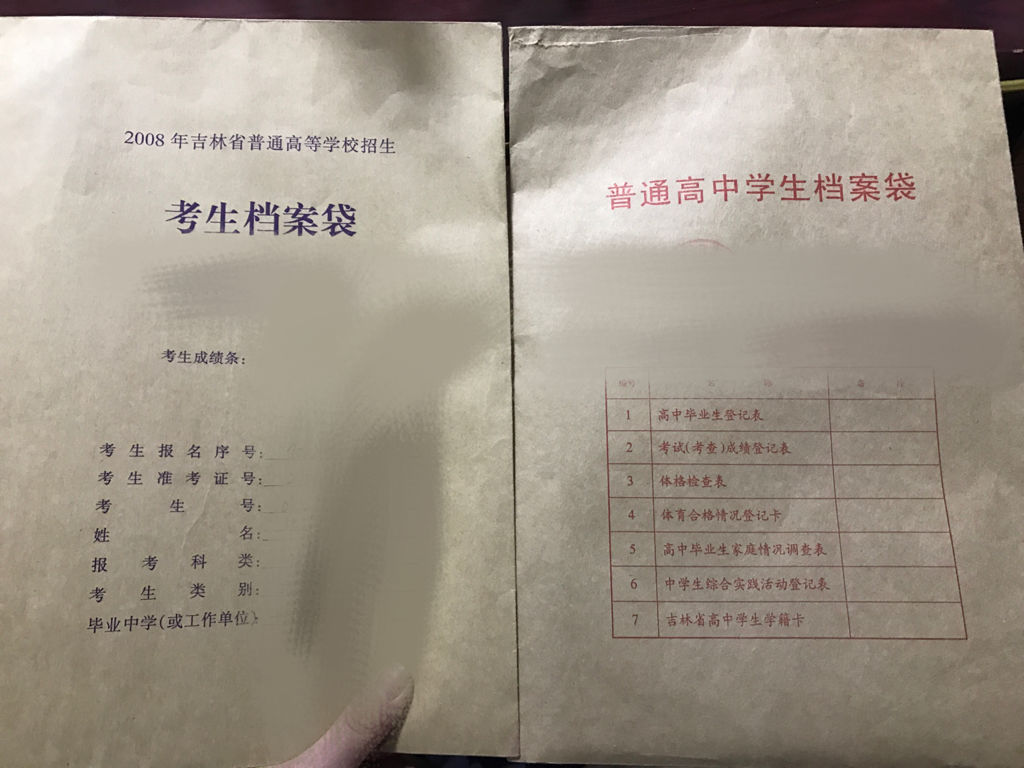 2008 年吉林省普通高等学校招生
考生档案袋
考生成绩条:
考生报名序号:
考生准考证号:
考生号:
姓名:
报考科类:
考生类别:
毕业中学(或工作单位):
普通高中学生档案袋
编号 名称 备注
1 高中毕业生登记表
2 考试(考查)成绩登记表
3 体格检查表
4 体育合格情况登记卡
5 高中毕业生家庭情况调查表
6 中学生综合实践活动登记表
7 吉林省高中学生学籍卡